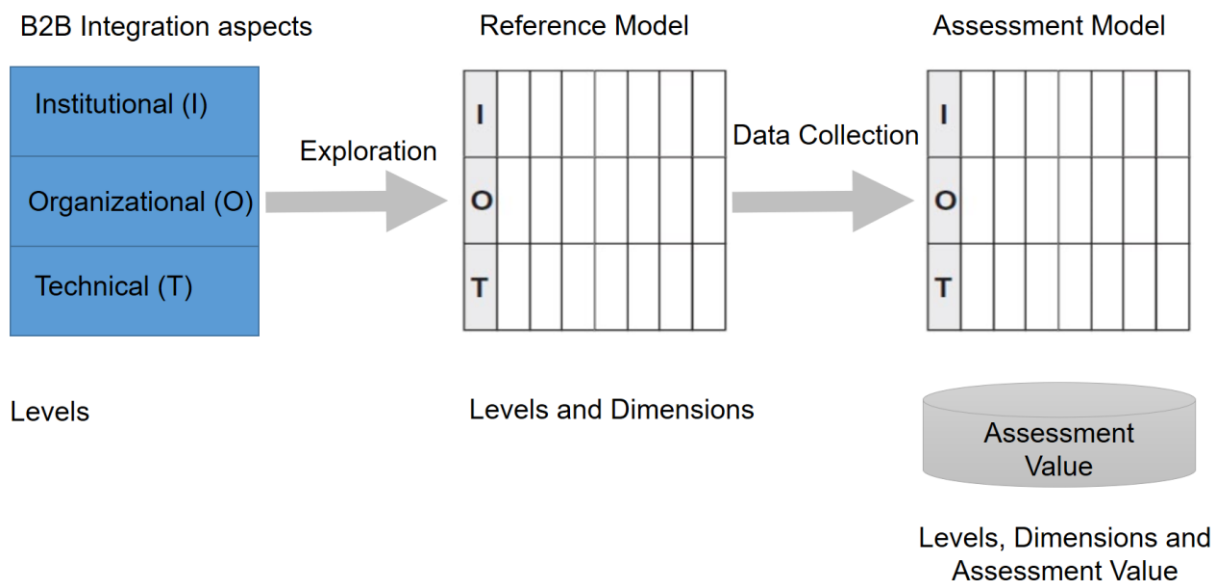 B2B Integration aspects
Reference Model
Assessment Model
Institutional (I)
Organizational (O)
Technical (T)
Exploration
I
O
T
Data Collection
I
O
T
Levels
Levels and Dimensions
Assessment
Value
Levels, Dimensions and
Assessment Value